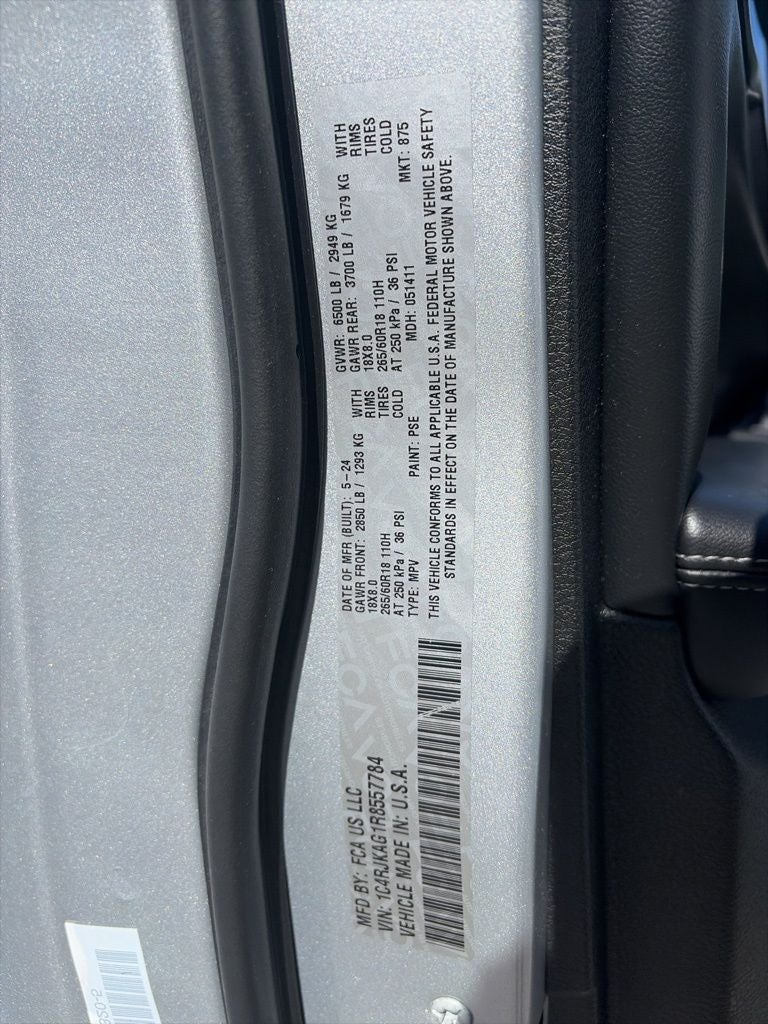 MFD BY: FCA US LLC
VIN: 1C4RJKAG1R8557784
VEHICLE MADE IN: U.S.A.
DATE OF MFR (BUILT): 5-24
GAWR FRONT: 2850 LB / 1293 KG WITH
18X8.0 RIMS
265/60R18 110H TIRES
AT 250 kPa / 36 PSI COLD
TYPE: MPV PAINT: PSE
GVWR: 6500 LB / 2949 KG
GAWR REAR: 3700 LB / 1679 KG WITH
18X8.0 RIMS
265/60R18 110H TIRES
AT 250 kPa / 36 PSI COLD
MDH: 051411 MKT: 875
THIS VEHICLE CONFORMS TO ALL APPLICABLE U.S.A. FEDERAL MOTOR VEHICLE SAFETY
STANDARDS IN EFFECT ON THE DATE OF MANUFACTURE SHOWN ABOVE.